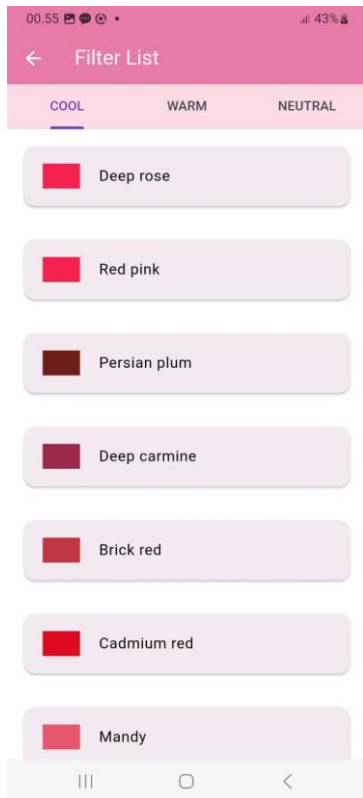 00.55
43%
Filter List
COOL WARM NEUTRAL
Deep rose
Red pink
Persian plum
Deep carmine
Brick red
Cadmium red
Mandy